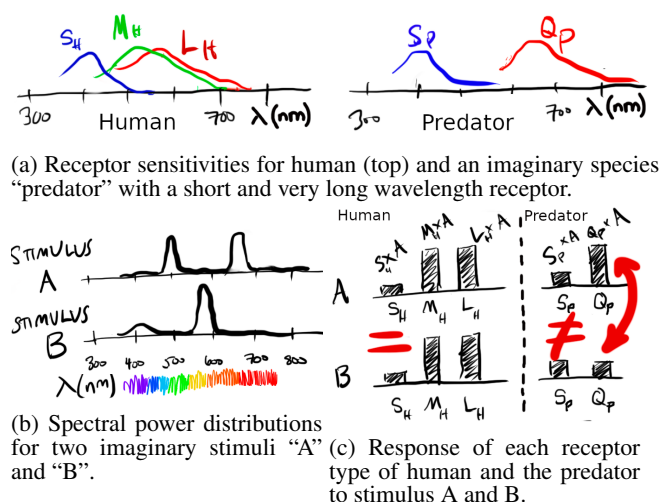 S_H M_H L_H
300 Human 700 λ(nm)
S_P Q_P
300 Predator 700 λ(nm)
(a) Receptor sensitivities for human (top) and an imaginary species
“predator” with a short and very long wavelength receptor.
STIMULUS
A
STIMULUS
B
300 400 500 600 700 800
λ(nm)
(b) Spectral power distributions
for two imaginary stimuli “A”
and “B”.
Human Predator
S_H×A M_H×A L_H×A S_P×A Q_P×A
A
S_H M_H L_H S_P Q_P
= ≠
B
S_H M_H L_H S_P Q_P
(c) Response of each receptor
type of human and the predator
to stimulus A and B.